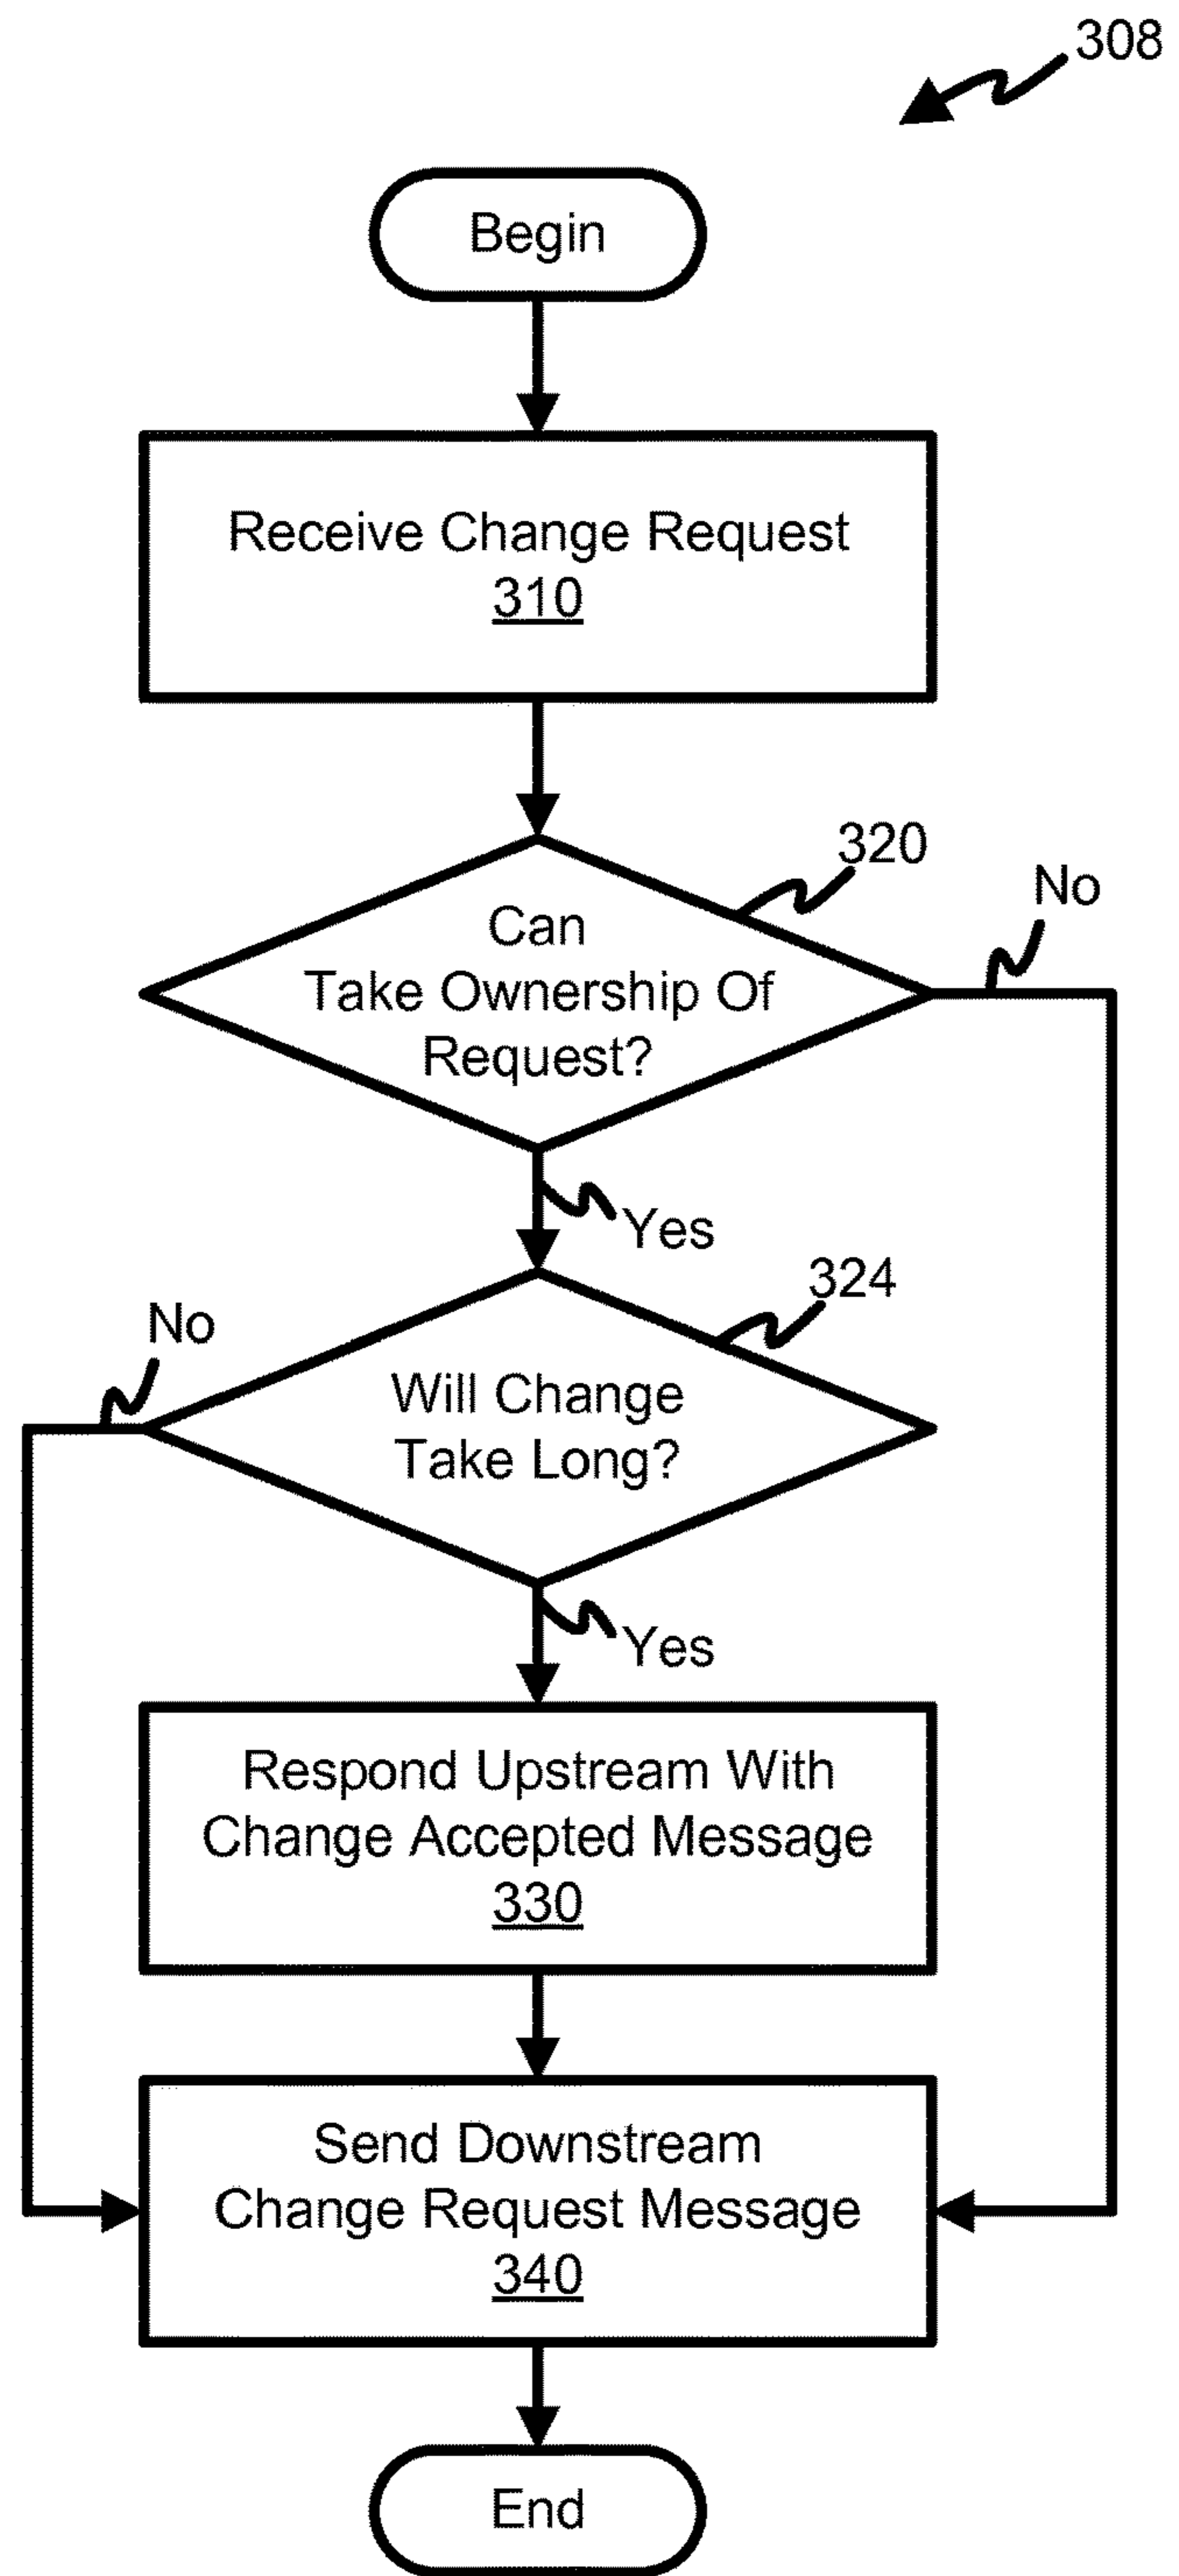 308
Begin
Receive Change Request
310
320
No
Can
Take Ownership Of
Request?
Yes
324
No
Will Change
Take Long?
Yes
Respond Upstream With
Change Accepted Message
330
Send Downstream
Change Request Message
340
End